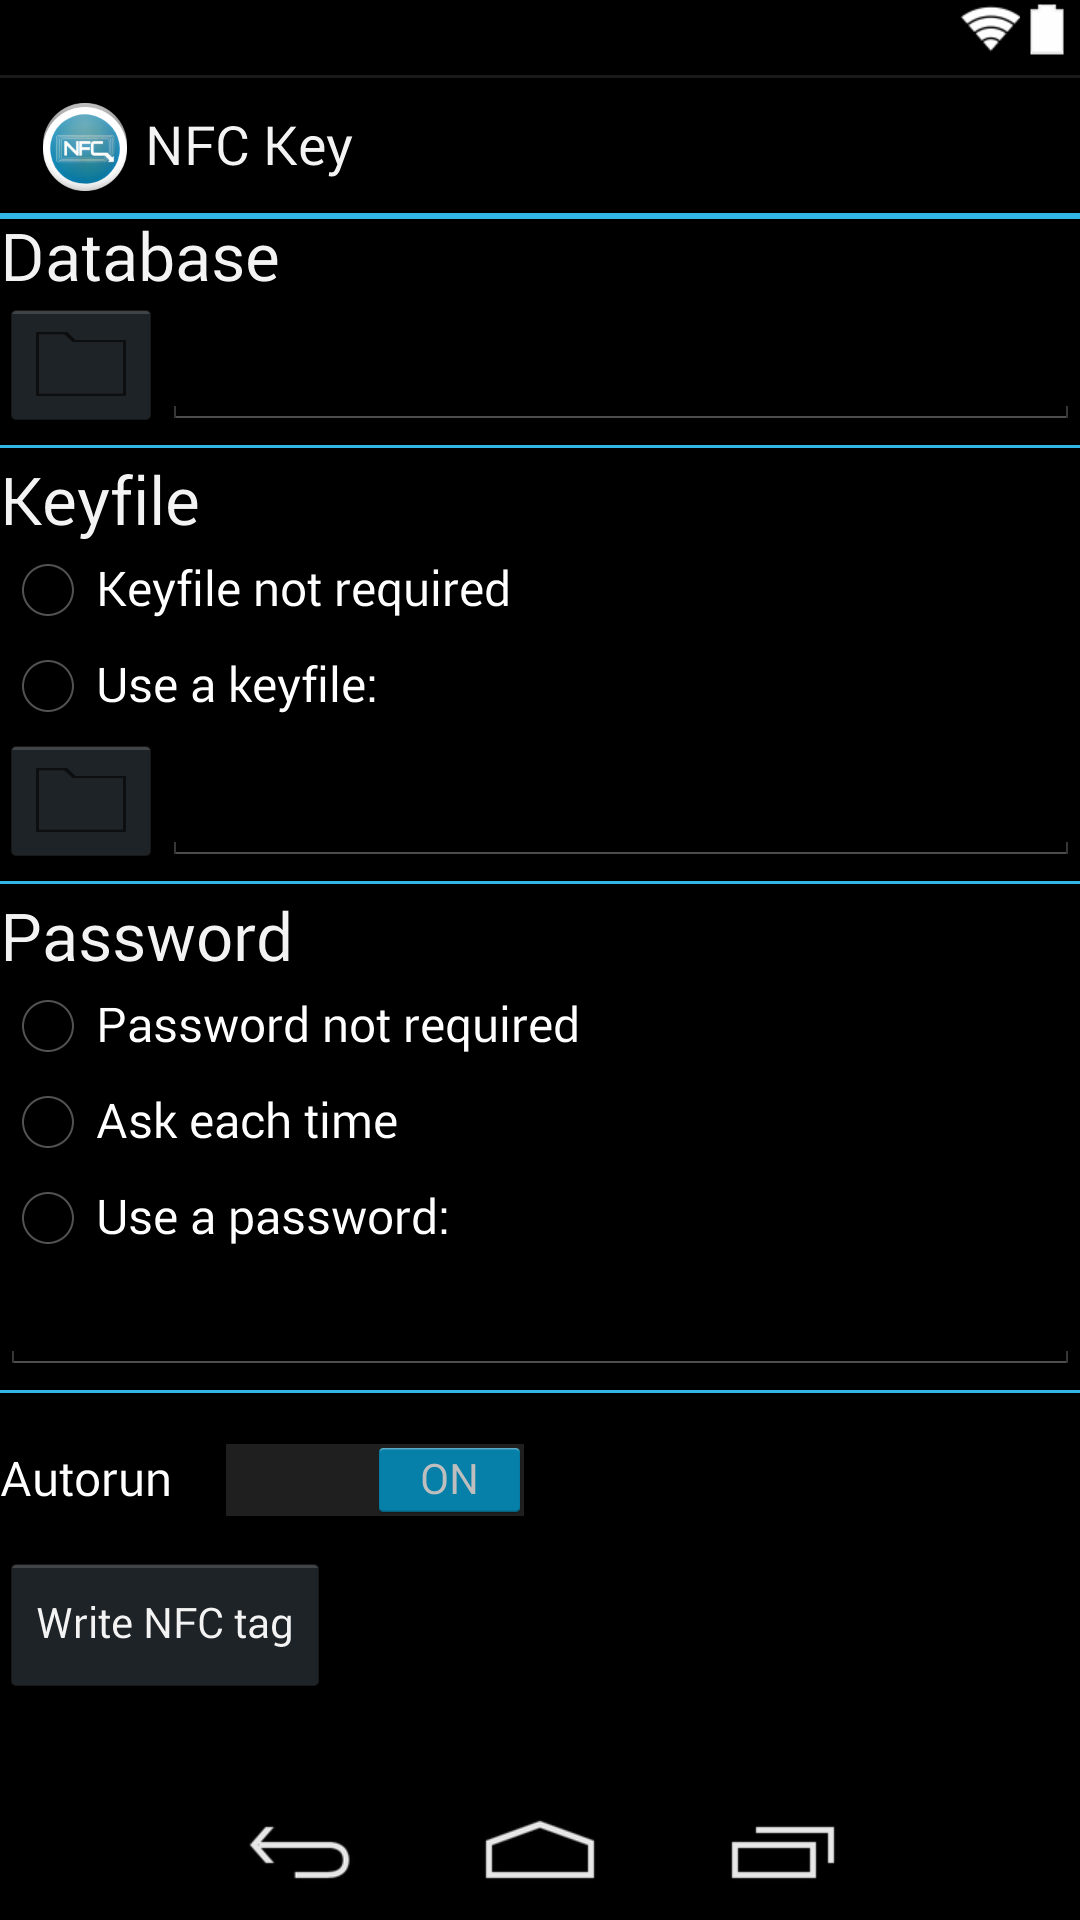 NFC
NFC Key
Database
Keyfile
Keyfile not required
Use a keyfile:
Password
Password not required
Ask each time
Use a password:
Autorun ON
Write NFC tag